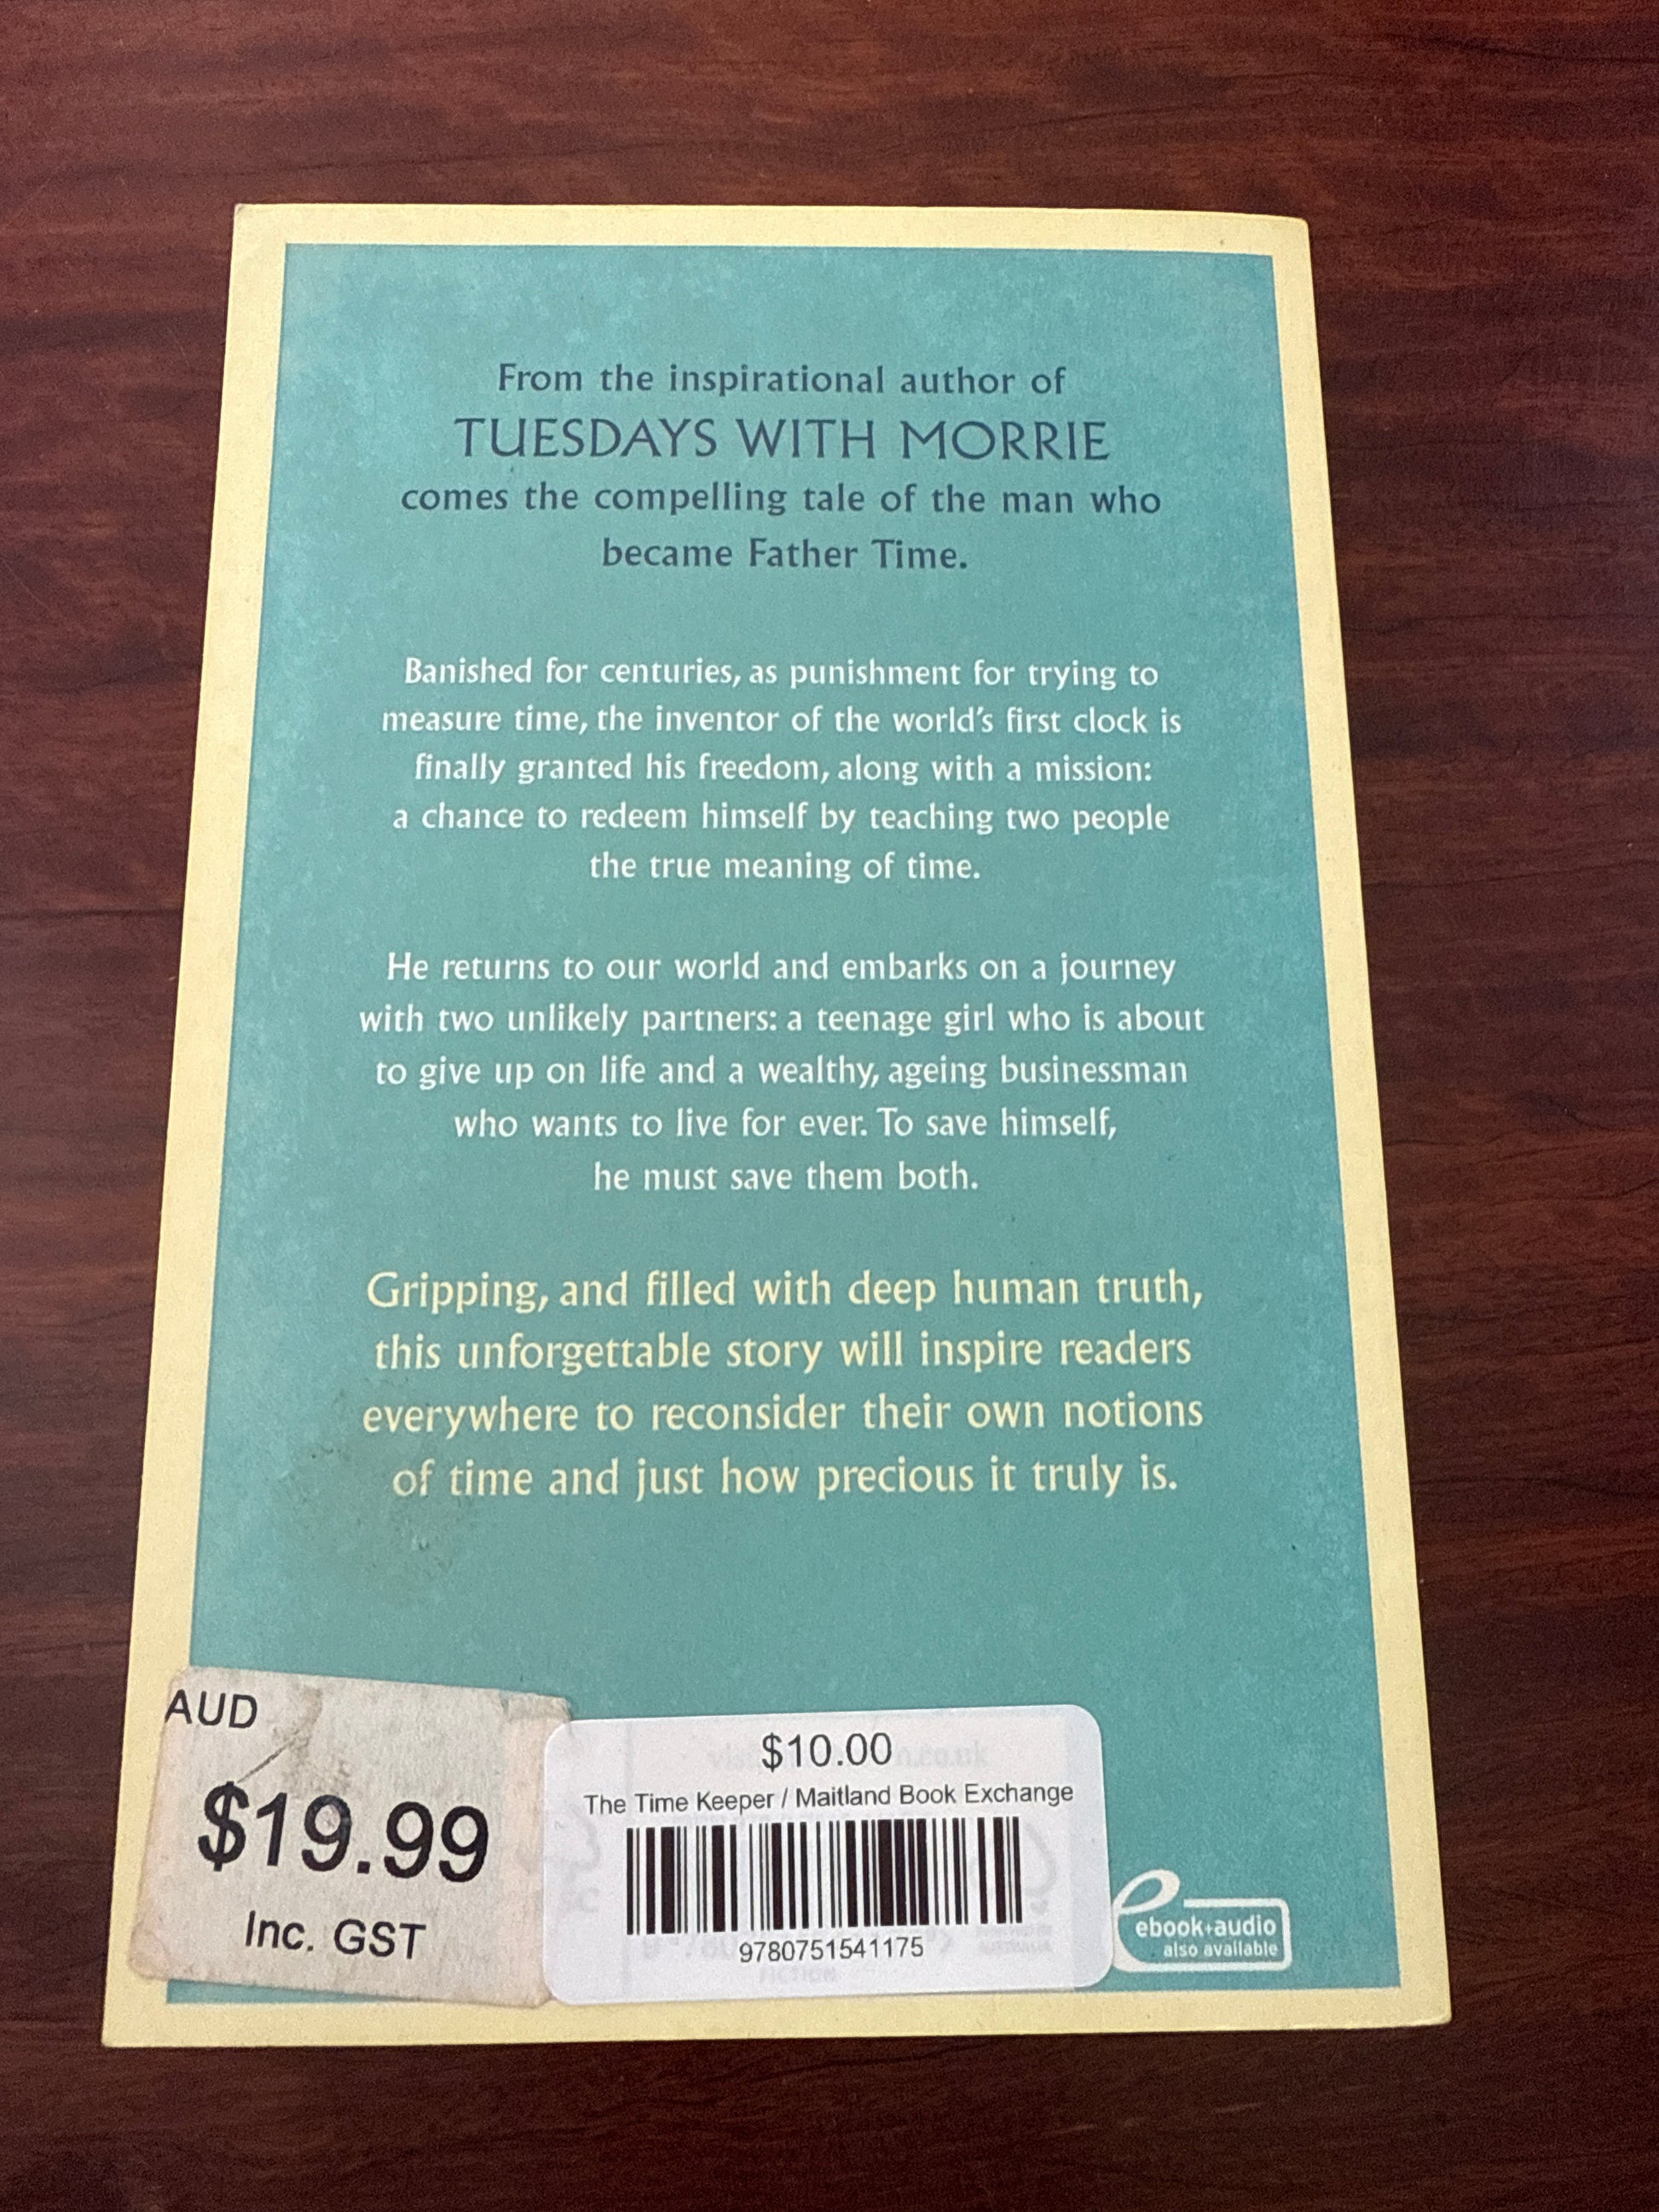 From the inspirational author of
TUESDAYS WITH MORRIE
comes the compelling tale of the man who
became Father Time.
Banished for centuries, as punishment for trying to
measure time, the inventor of the world's first clock is
finally granted his freedom, along with a mission:
a chance to redeem himself by teaching two people
the true meaning of time.
He returns to our world and embarks on a journey
with two unlikely partners: a teenage girl who is about
to give up on life and a wealthy, ageing businessman
who wants to live for ever. To save himself,
he must save them both.
Gripping, and filled with deep human truth,
this unforgettable story will inspire readers
everywhere to reconsider their own notions
of time and just how precious it truly is.
AUD
$19.99
Inc. GST
$10.00
The Time Keeper / Maitland Book Exchange
9780751541175
FICTION
ebook+audio
also available